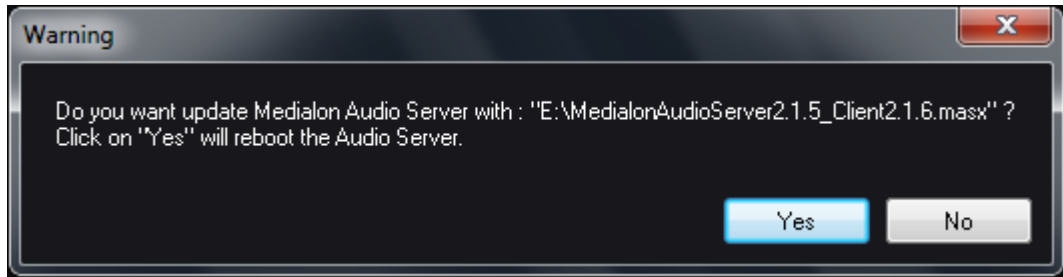 Warning
Do you want update Medialon Audio Server with : "E:\MedialonAudioServer2.1.5_Client2.1.6.masx" ?
Click on "Yes" will reboot the Audio Server.
Yes No